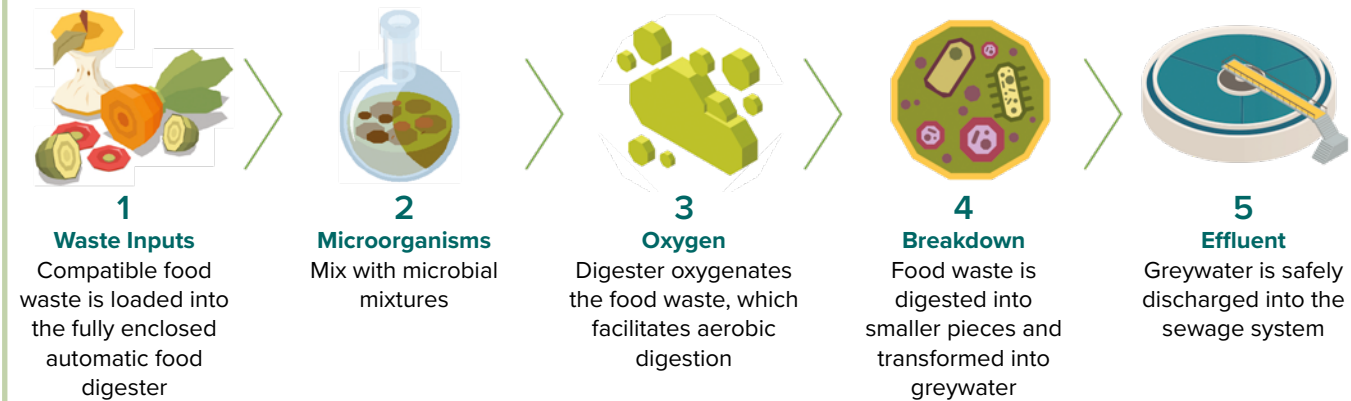 1
Waste Inputs
Compatible food
waste is loaded into
the fully enclosed
automatic food
digester
2
Microorganisms
Mix with microbial
mixtures
3
Oxygen
Digester oxygenates
the food waste, which
facilitates aerobic
digestion
4
Breakdown
Food waste is
digested into
smaller pieces and
transformed into
greywater
5
Effluent
Greywater is safely
discharged into the
sewage system